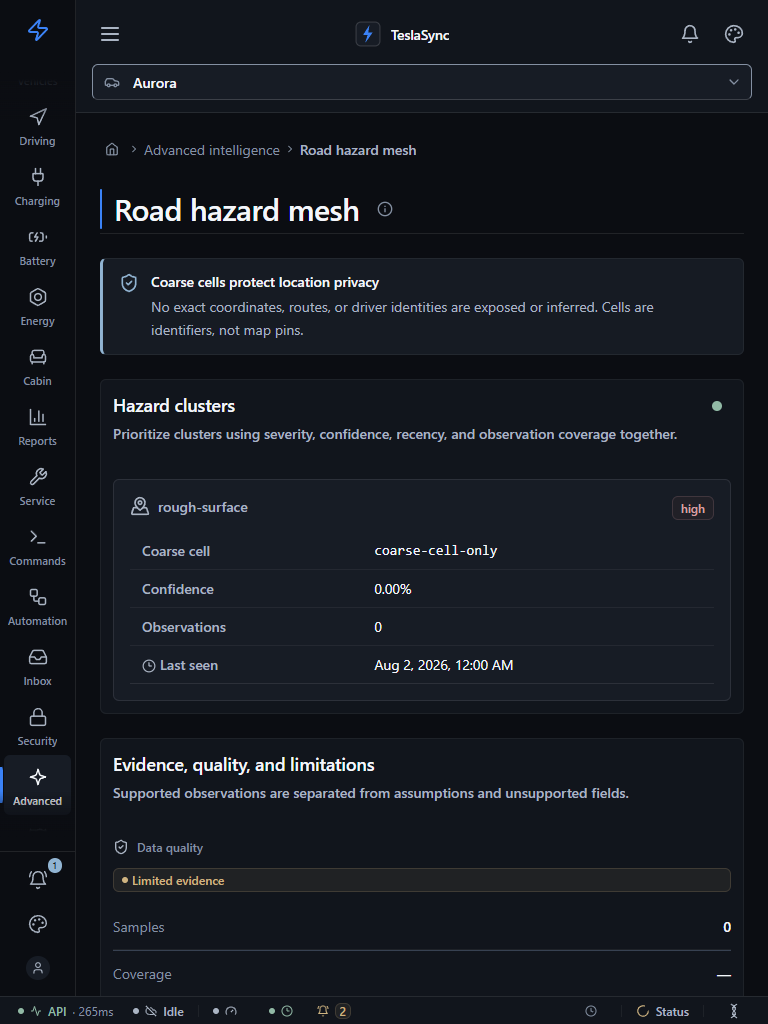 TeslaSync
Aurora
Driving
Charging
Battery
Energy
Cabin
Reports
Service
Commands
Automation
Inbox
Security
Advanced
1
Advanced intelligence
Road hazard mesh
Road hazard mesh
Coarse cells protect location privacy
No exact coordinates, routes, or driver identities are exposed or inferred. Cells are
identifiers, not map pins.
Hazard clusters
Prioritize clusters using severity, confidence, recency, and observation coverage together.
rough-surface
high
Coarse cell coarse-cell-only
Confidence 0.00%
Observations 0
Last seen Aug 2, 2026, 12:00 AM
Evidence, quality, and limitations
Supported observations are separated from assumptions and unsupported fields.
Data quality
Limited evidence
Samples 0
Coverage —
API · 265ms Idle 2 Status